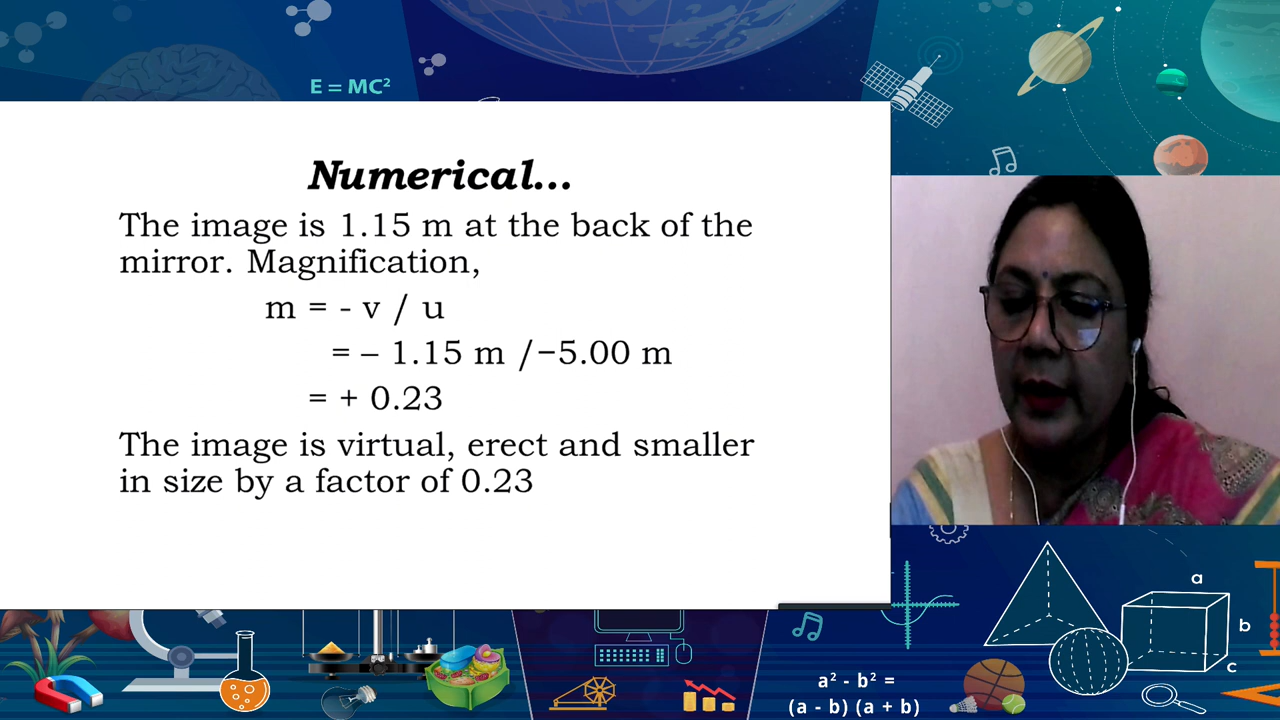 E = MC²
Numerical...
The image is 1.15 m at the back of the
mirror. Magnification,
m = - v / u
= – 1.15 m /−5.00 m
= + 0.23
The image is virtual, erect and smaller
in size by a factor of 0.23
a
b
c
a² - b² =
(a - b) (a + b)